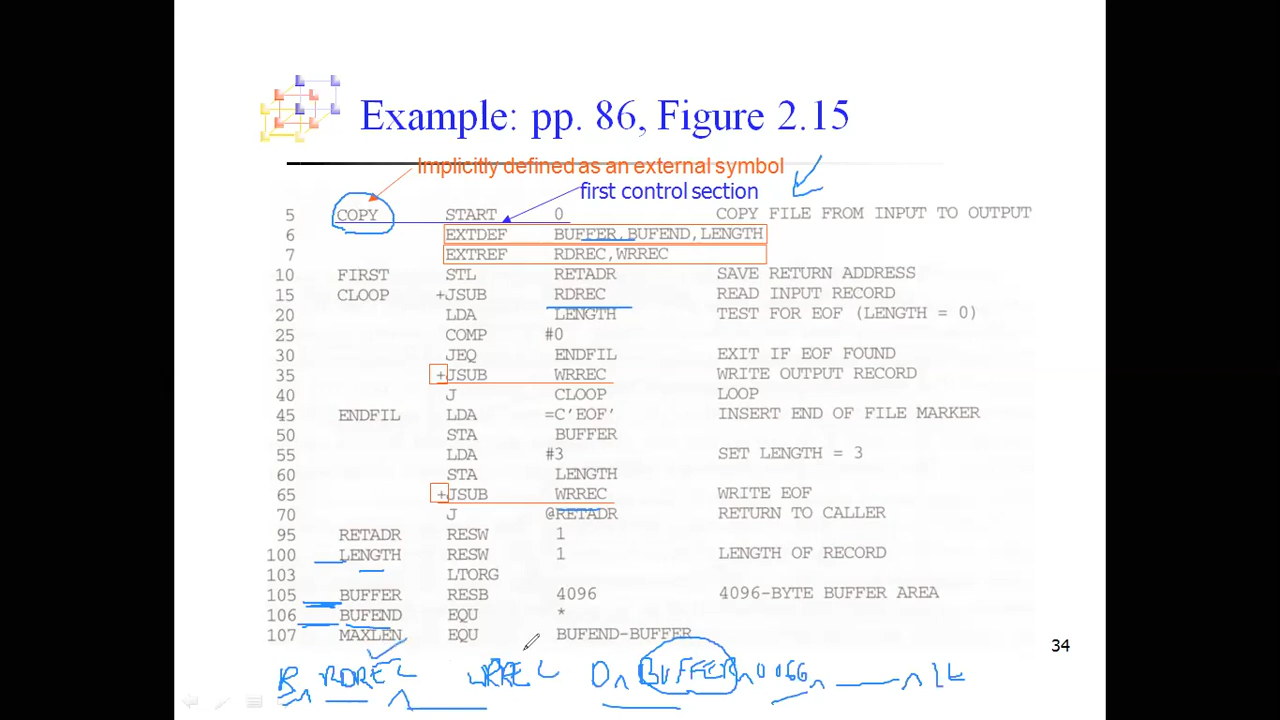 Example: pp. 86, Figure 2.15
Implicitly defined as an external symbol
first control section
5 COPY START 0 COPY FILE FROM INPUT TO OUTPUT
6 EXTDEF BUFFER,BUFEND,LENGTH
7 EXTREF RDREC,WRREC
10 FIRST STL RETADR SAVE RETURN ADDRESS
15 CLOOP +JSUB RDREC READ INPUT RECORD
20 LDA LENGTH TEST FOR EOF (LENGTH = 0)
25 COMP #0
30 JEQ ENDFIL EXIT IF EOF FOUND
35 +JSUB WRREC WRITE OUTPUT RECORD
40 J CLOOP LOOP
45 ENDFIL LDA =C'EOF' INSERT END OF FILE MARKER
50 STA BUFFER
55 LDA #3 SET LENGTH = 3
60 STA LENGTH
65 +JSUB WRREC WRITE EOF
70 J @RETADR RETURN TO CALLER
95 RETADR RESW 1
100 LENGTH RESW 1 LENGTH OF RECORD
103 LTORG
105 BUFFER RESB 4096 4096-BYTE BUFFER AREA
106 BUFEND EQU *
107 MAXLEN EQU BUFEND-BUFFER
34
R RDREC WRREC D BUFFER 0066